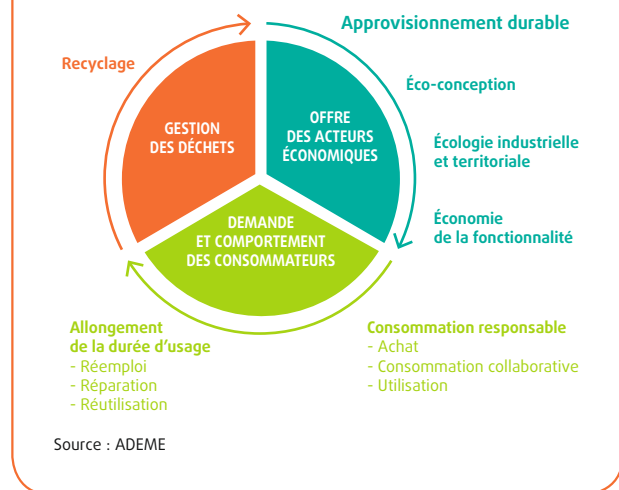 Approvisionnement durable
Recyclage
Éco-conception
OFFRE
DES ACTEURS
ÉCONOMIQUES
GESTION
DES DÉCHETS
Écologie industrielle
et territoriale
Économie
de la fonctionnalité
DEMANDE
ET COMPORTEMENT
DES CONSOMMATEURS
Allongement
de la durée d'usage
- Réemploi
- Réparation
- Réutilisation
Consommation responsable
- Achat
- Consommation collaborative
- Utilisation
Source : ADEME